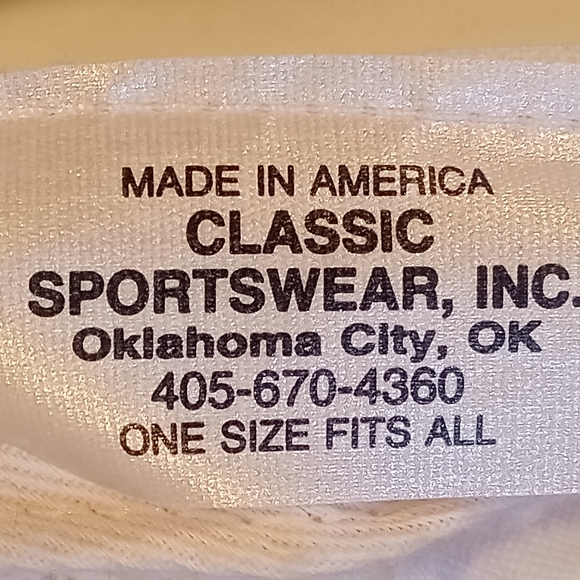 MADE IN AMERICA
CLASSIC
SPORTSWEAR, INC.
Oklahoma City, OK
405-670-4360
ONE SIZE FITS ALL